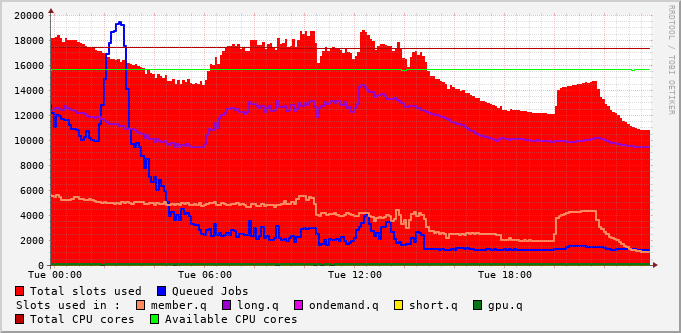 20000
18000
16000
14000
12000
10000
8000
6000
4000
2000
0
Tue 00:00 Tue 06:00 Tue 12:00 Tue 18:00
Total slots used Queued Jobs
Slots used in : member.q long.q ondemand.q short.q gpu.q
Total CPU cores Available CPU cores
RRDTOOL / TOBI OETIKER